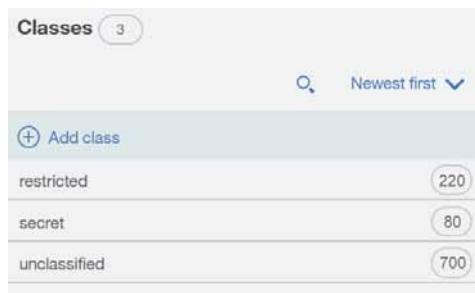 Classes 3
Newest first
Add class
restricted 220
secret 80
unclassified 700